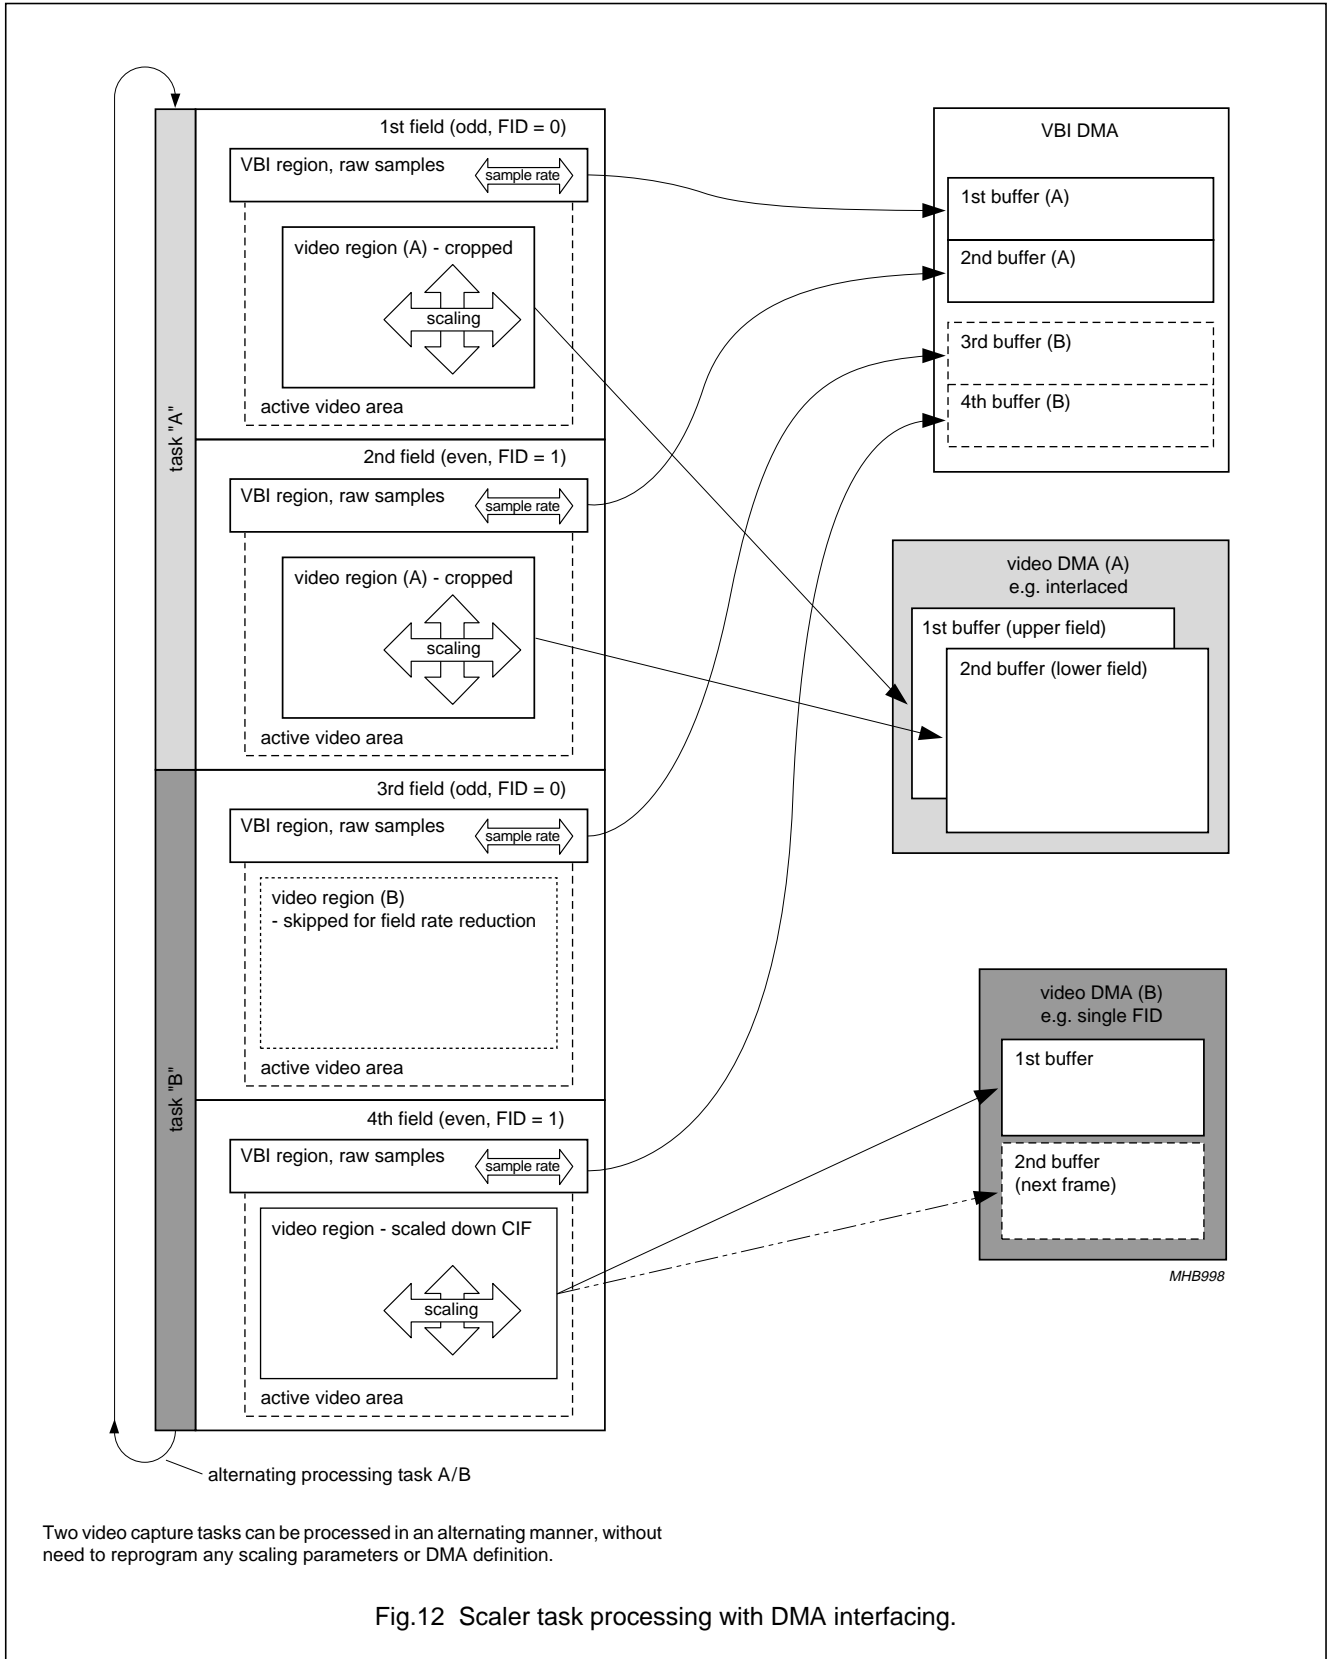 1st field (odd, FID = 0)
VBI region, raw samples
sample rate
video region (A) - cropped
scaling
active video area
task "A"
2nd field (even, FID = 1)
VBI region, raw samples
sample rate
video region (A) - cropped
scaling
active video area
3rd field (odd, FID = 0)
VBI region, raw samples
sample rate
video region (B)
- skipped for field rate reduction
active video area
task "B"
4th field (even, FID = 1)
VBI region, raw samples
sample rate
video region - scaled down CIF
scaling
active video area
alternating processing task A/B
VBI DMA
1st buffer (A)
2nd buffer (A)
3rd buffer (B)
4th buffer (B)
video DMA (A)
e.g. interlaced
1st buffer (upper field)
2nd buffer (lower field)
video DMA (B)
e.g. single FID
1st buffer
2nd buffer
(next frame)
MHB998
Two video capture tasks can be processed in an alternating manner, without
need to reprogram any scaling parameters or DMA definition.
Fig.12 Scaler task processing with DMA interfacing.